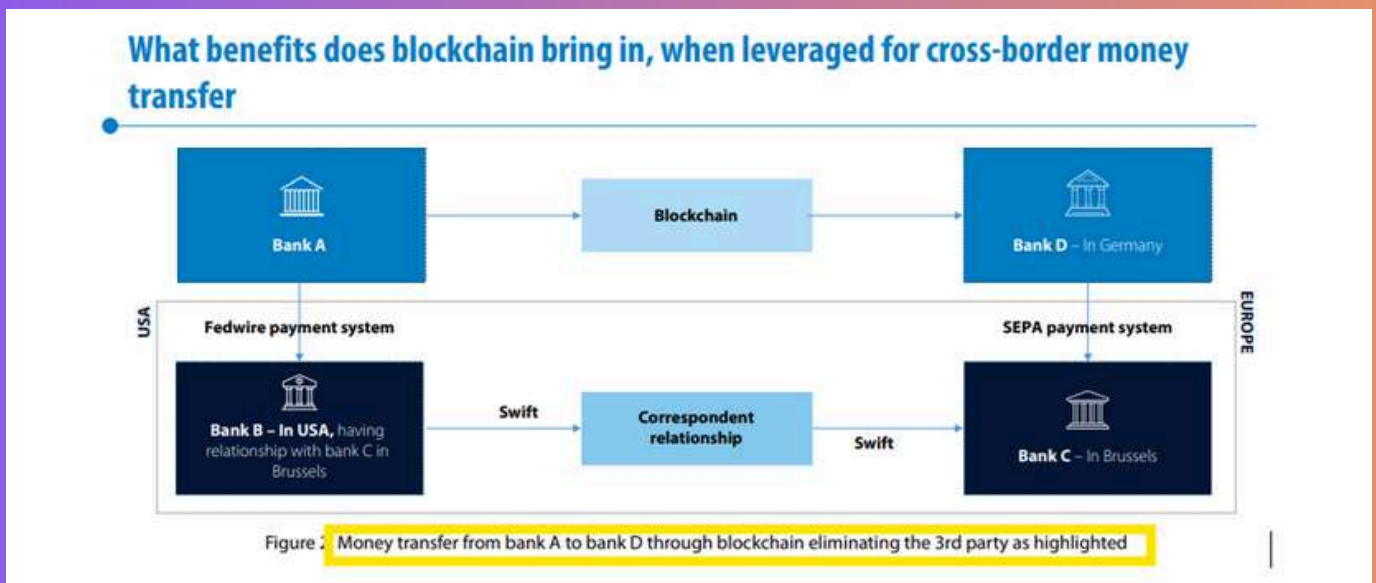 What benefits does blockchain bring in, when leveraged for cross-border money
transfer
Bank A
Blockchain
Bank D – In Germany
USA
Fedwire payment system
SEPA payment system
EUROPE
Bank B – In USA, having
relationship with bank C in
Brussels
Swift
Correspondent
relationship
Swift
Bank C – In Brussels
Figure 2 Money transfer from bank A to bank D through blockchain eliminating the 3rd party as highlighted